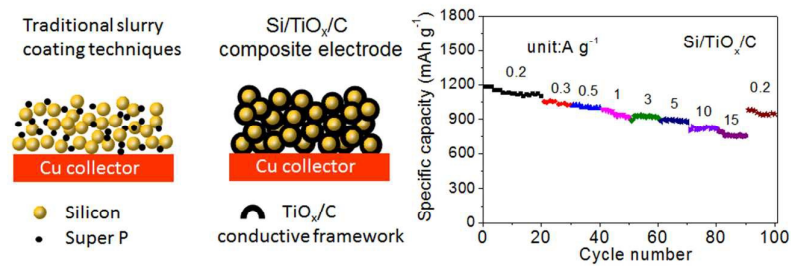 Traditional slurry
coating techniques
Cu collector
Silicon
Super P
Si/TiOₓ/C
composite electrode
Cu collector
TiOₓ/C
conductive framework
Specific capacity (mAh g⁻¹)
1800
1500
1200
900
600
300
0
unit:A g⁻¹
Si/TiOₓ/C
0.2
0.3
0.5
1
3
5
10
15
0.2
0 20 40 60 80 100
Cycle number